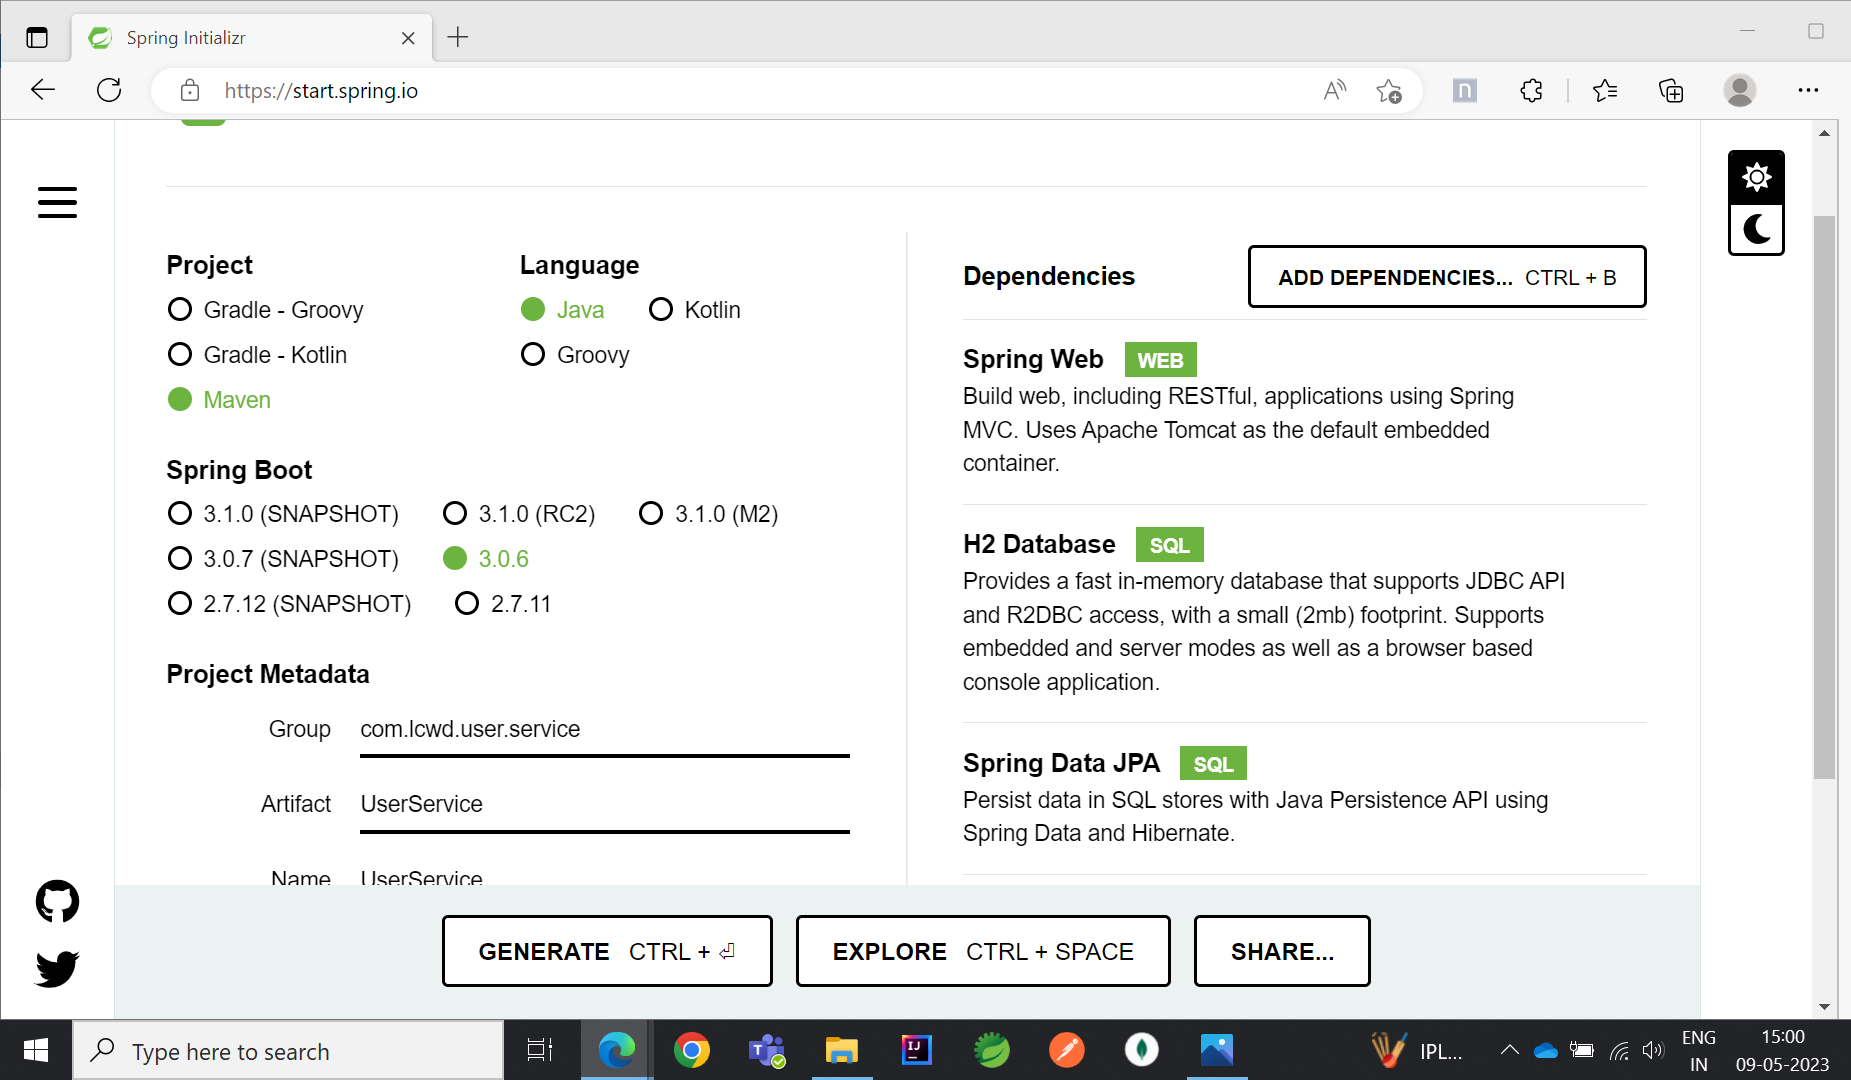 Spring Initializr
https://start.spring.io
Project
Gradle - Groovy
Gradle - Kotlin
Maven
Language
Java Kotlin
Groovy
Spring Boot
3.1.0 (SNAPSHOT) 3.1.0 (RC2) 3.1.0 (M2)
3.0.7 (SNAPSHOT) 3.0.6
2.7.12 (SNAPSHOT) 2.7.11
Project Metadata
Group com.lcwd.user.service
Artifact UserService
Name UserService
Dependencies ADD DEPENDENCIES... CTRL + B
Spring Web WEB
Build web, including RESTful, applications using Spring
MVC. Uses Apache Tomcat as the default embedded
container.
H2 Database SQL
Provides a fast in-memory database that supports JDBC API
and R2DBC access, with a small (2mb) footprint. Supports
embedded and server modes as well as a browser based
console application.
Spring Data JPA SQL
Persist data in SQL stores with Java Persistence API using
Spring Data and Hibernate.
GENERATE CTRL + ⏎ EXPLORE CTRL + SPACE SHARE...
Type here to search
IPL...
ENG
IN
15:00
09-05-2023